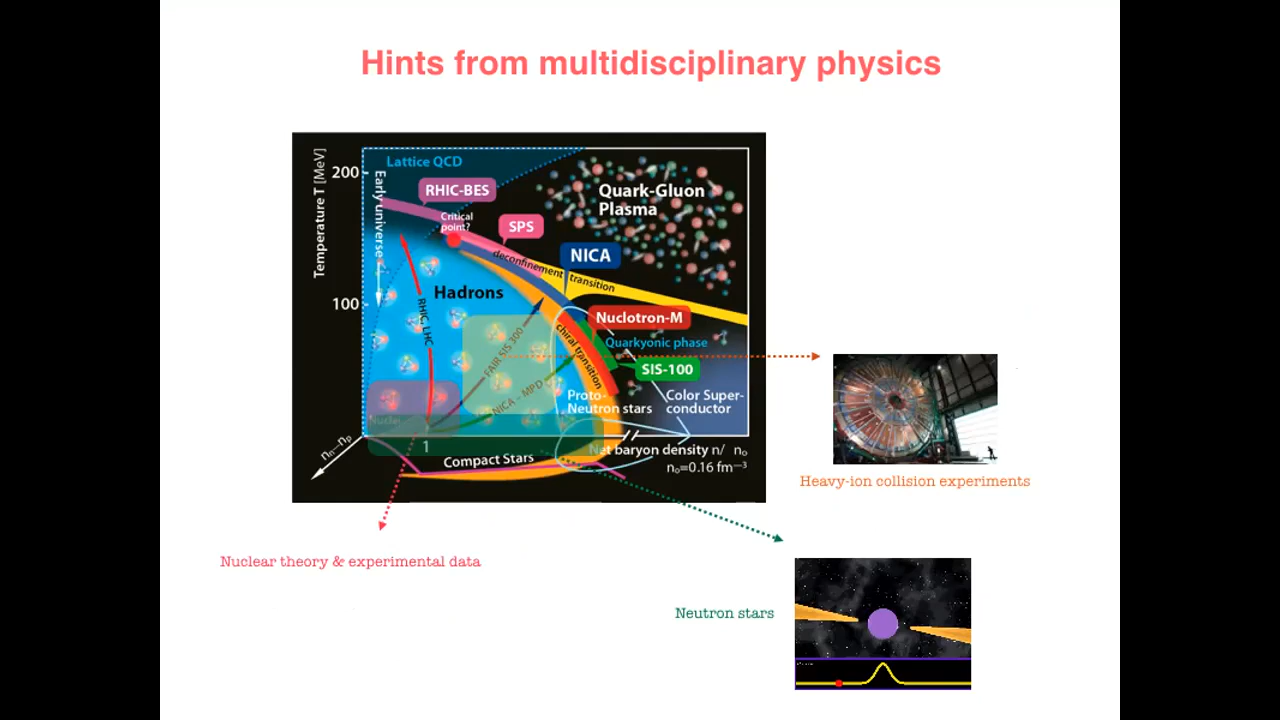 Hints from multidisciplinary physics
Temperature T [MeV]
200
100
Early universe
Lattice QCD
RHIC-BES
Critical
point?
SPS
Quark-Gluon
Plasma
NICA
deconfinement transition
Hadrons
RHIC, LHC
Nuclotron-M
Quarkyonic phase
chiral transition
FAIR SIS 300
SIS-100
NICA – MPD
Proto-
Neutron stars
Color Super-
conductor
Nuclei
1
Net baryon density n/ n₀
n₀=0.16 fm⁻³
nₙ–nₚ
Compact Stars
Heavy-ion collision experiments
Nuclear theory & experimental data
Neutron stars